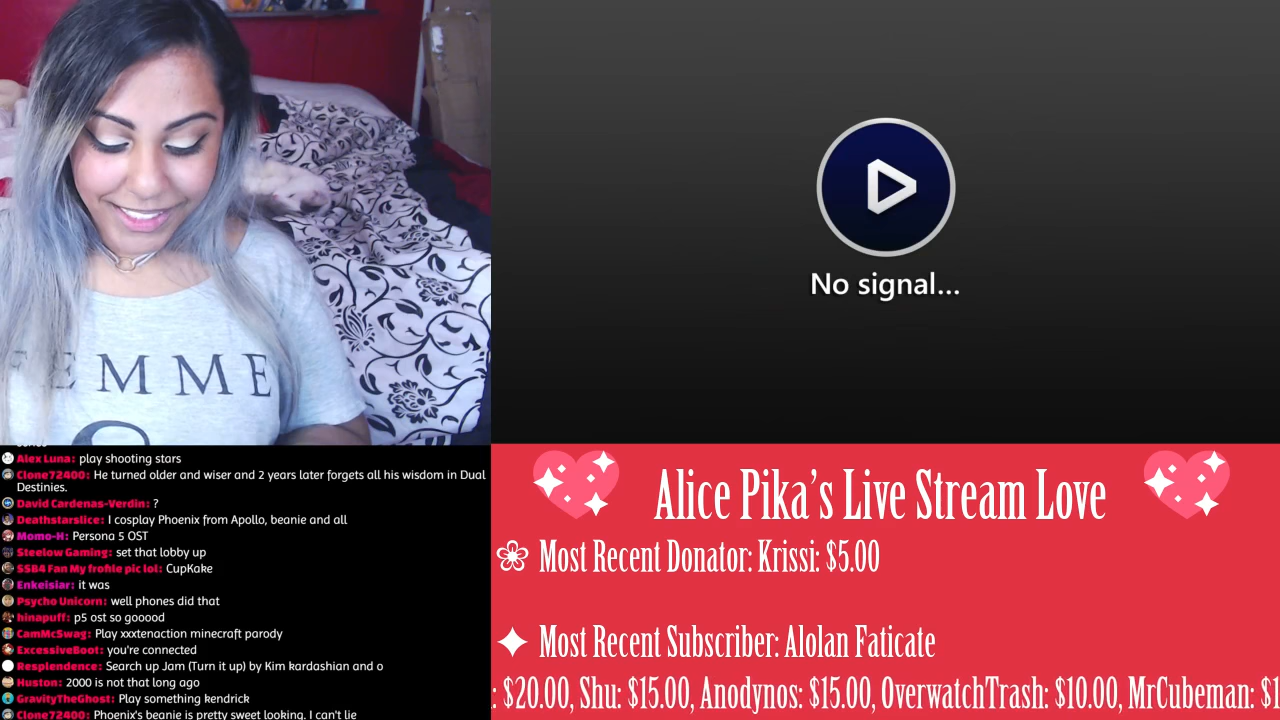 FEMME
No signal...
Alex Luna: play shooting stars
Clone72400: He turned older and wiser and 2 years later forgets all his wisdom in Dual
Destinies.
David Cardenas-Verdin: ?
Deathstarslice: I cosplay Phoenix from Apollo, beanie and all
Momo-H: Persona 5 OST
Steelow Gaming: set that lobby up
SSB4 Fan My frofile pic lol: CupKake
Enkeisiar: it was
Psycho Unicorn: well phones did that
hinapuff: p5 ost so gooood
CamMcSwag: Play xxxtenaction minecraft parody
ExcessiveBoot: you're connected
Resplendence: Search up Jam (Turn it up) by Kim kardashian and o
Huston: 2000 is not that long ago
GravityTheGhost: Play something kendrick
Clone72400: Phoenix's beanie is pretty sweet looking. I can't lie
Alice Pika's Live Stream Love
Most Recent Donator: Krissi: $5.00
Most Recent Subscriber: Alolan Faticate
: $20.00, Shu: $15.00, Anodynos: $15.00, OverwatchTrash: $10.00, MrCubeman: $1